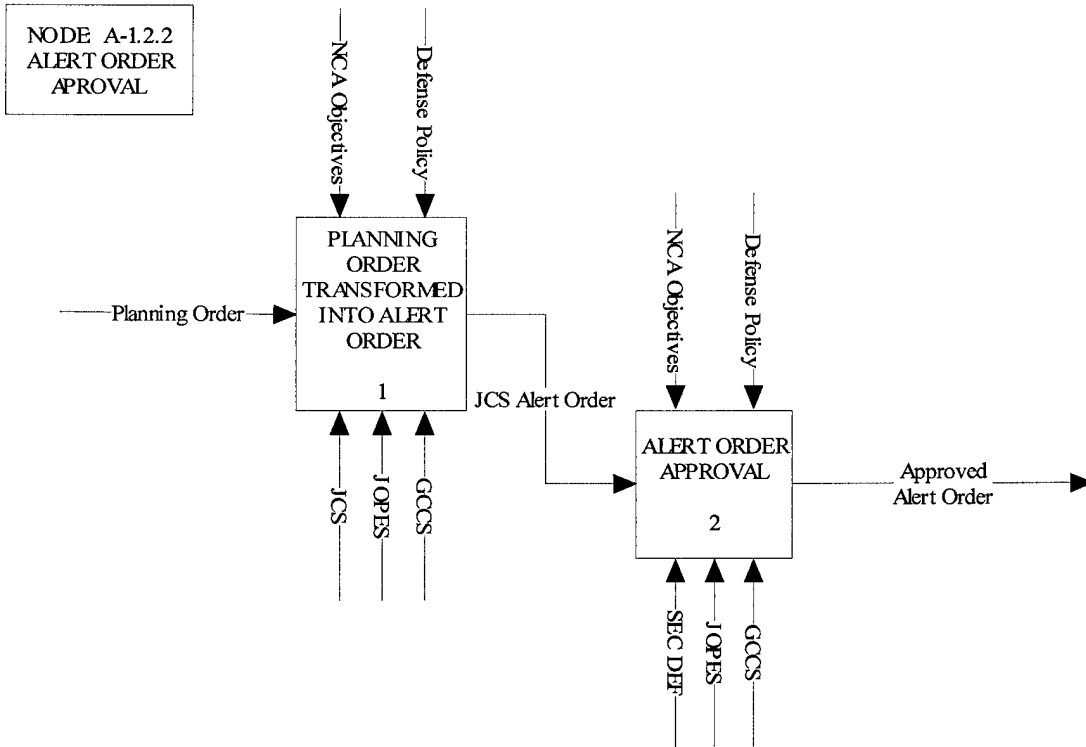 NODE A-1.2.2
ALERT ORDER
APROVAL
NCA Objectives
Defense Policy
PLANNING
ORDER
TRANSFORMED
INTO ALERT
ORDER
1
Planning Order
JCS
JOPES
GCCS
JCS Alert Order
NCA Objectives
Defense Policy
ALERT ORDER
APPROVAL
2
Approved
Alert Order
SEC DEF
JOPES
GCCS